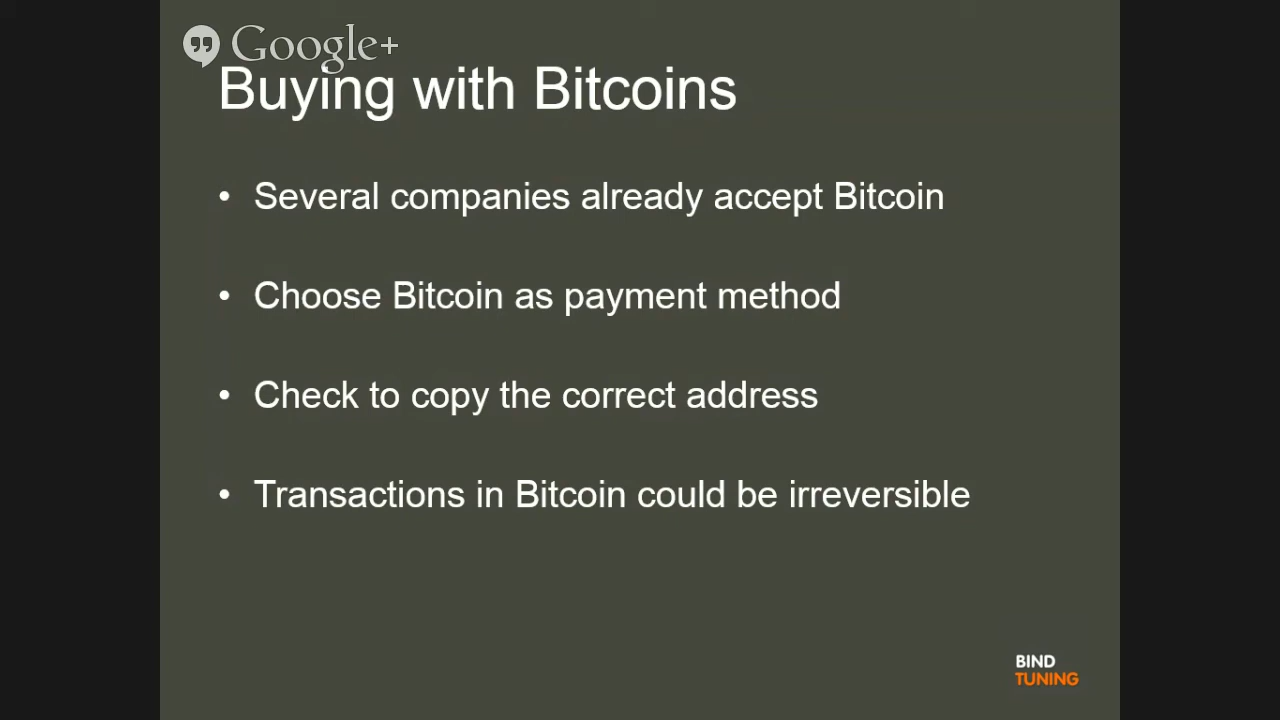 Google+
Buying with Bitcoins
• Several companies already accept Bitcoin
• Choose Bitcoin as payment method
• Check to copy the correct address
• Transactions in Bitcoin could be irreversible
BIND
TUNING